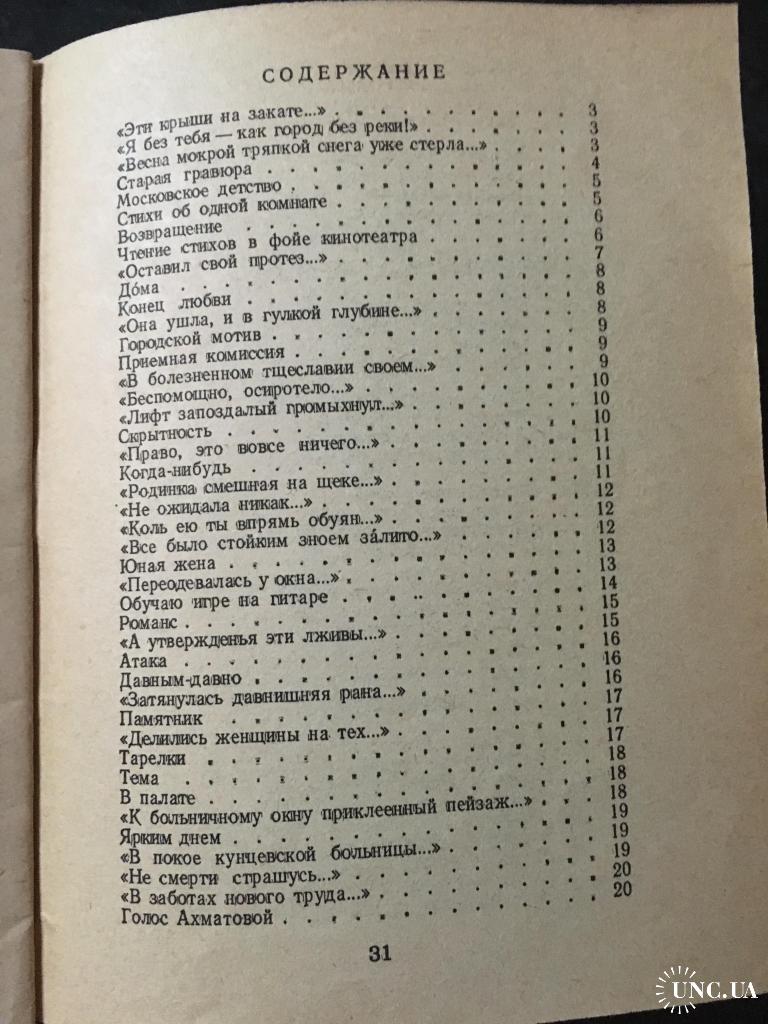 СОДЕРЖАНИЕ
«Эти крыши на закате...» . . . . . . . . . . 3
«Я без тебя — как город без реки!» . . . . . . 3
«Весна мокрой тряпкой снега уже стерла...» . . . . 3
Старая гравюра . . . . . . . . . . 4
Московское детство . . . . . . . . . . 5
Стихи об одной комнате . . . . . . . . . 5
Возвращение . . . . . . . . . . 6
Чтение стихов в фойе кинотеатра . . . . . . 6
«Оставил свой протез...» . . . . . . . . . 7
До́ма . . . . . . . . . . 8
Конец любви . . . . . . . . . . 8
«Она ушла, и в гулкой глубине...» . . . . . . 8
Городской мотив . . . . . . . . . . 9
Приемная комиссия . . . . . . . . . . 9
«В болезненном тщеславии своем...» . . . . . . 9
«Беспомощно, осиротело...» . . . . . . . . 10
«Лифт запоздалый громыхнул...» . . . . . . . 10
Скрытность . . . . . . . . . . 10
«Право, это вовсе ничего...» . . . . . . . 11
Когда-нибудь . . . . . . . . . . 11
«Родинка смешная на щеке...» . . . . . . . 11
«Не ожидала никак...» . . . . . . . . . 12
«Коль ею ты впрямь обуян...» . . . . . . . 12
«Все было стойким зноем за́лито...» . . . . . . 12
Юная жена . . . . . . . . . . 13
«Переодевалась у окна...» . . . . . . . . 13
Обучаю игре на гитаре . . . . . . . . . 14
Романс . . . . . . . . . . 15
«А утвержденья эти лживы...» . . . . . . . 15
Атака . . . . . . . . . . 16
Давным-давно . . . . . . . . . . 16
«Затянулась давнишняя рана...» . . . . . . 16
Памятник . . . . . . . . . . 17
«Делились женщины на тех...» . . . . . . . 17
Тарелки . . . . . . . . . . 17
Тема . . . . . . . . . . 18
В палате . . . . . . . . . . 18
«К больничному окну приклеенный пейзаж...» . . . 18
Ярким днем . . . . . . . . . . 19
«В покое кунцевской больницы...» . . . . . . 19
«Не смерти страшусь...» . . . . . . . . . 19
«В заботах нового труда...» . . . . . . . . 20
Голос Ахматовой . . . . . . . . . . 20
31
UNC.UA